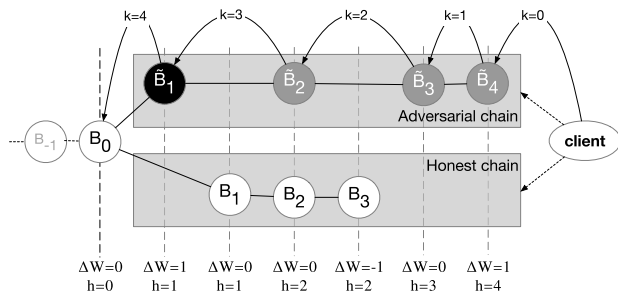 k=4 k=3 k=2 k=1 k=0
B̃1 B̃2 B̃3 B̃4
Adversarial chain
B-1 B0 client
Honest chain
B1 B2 B3
ΔW=0 ΔW=1 ΔW=0 ΔW=0 ΔW=-1 ΔW=0 ΔW=1
h=0 h=1 h=1 h=2 h=2 h=3 h=4